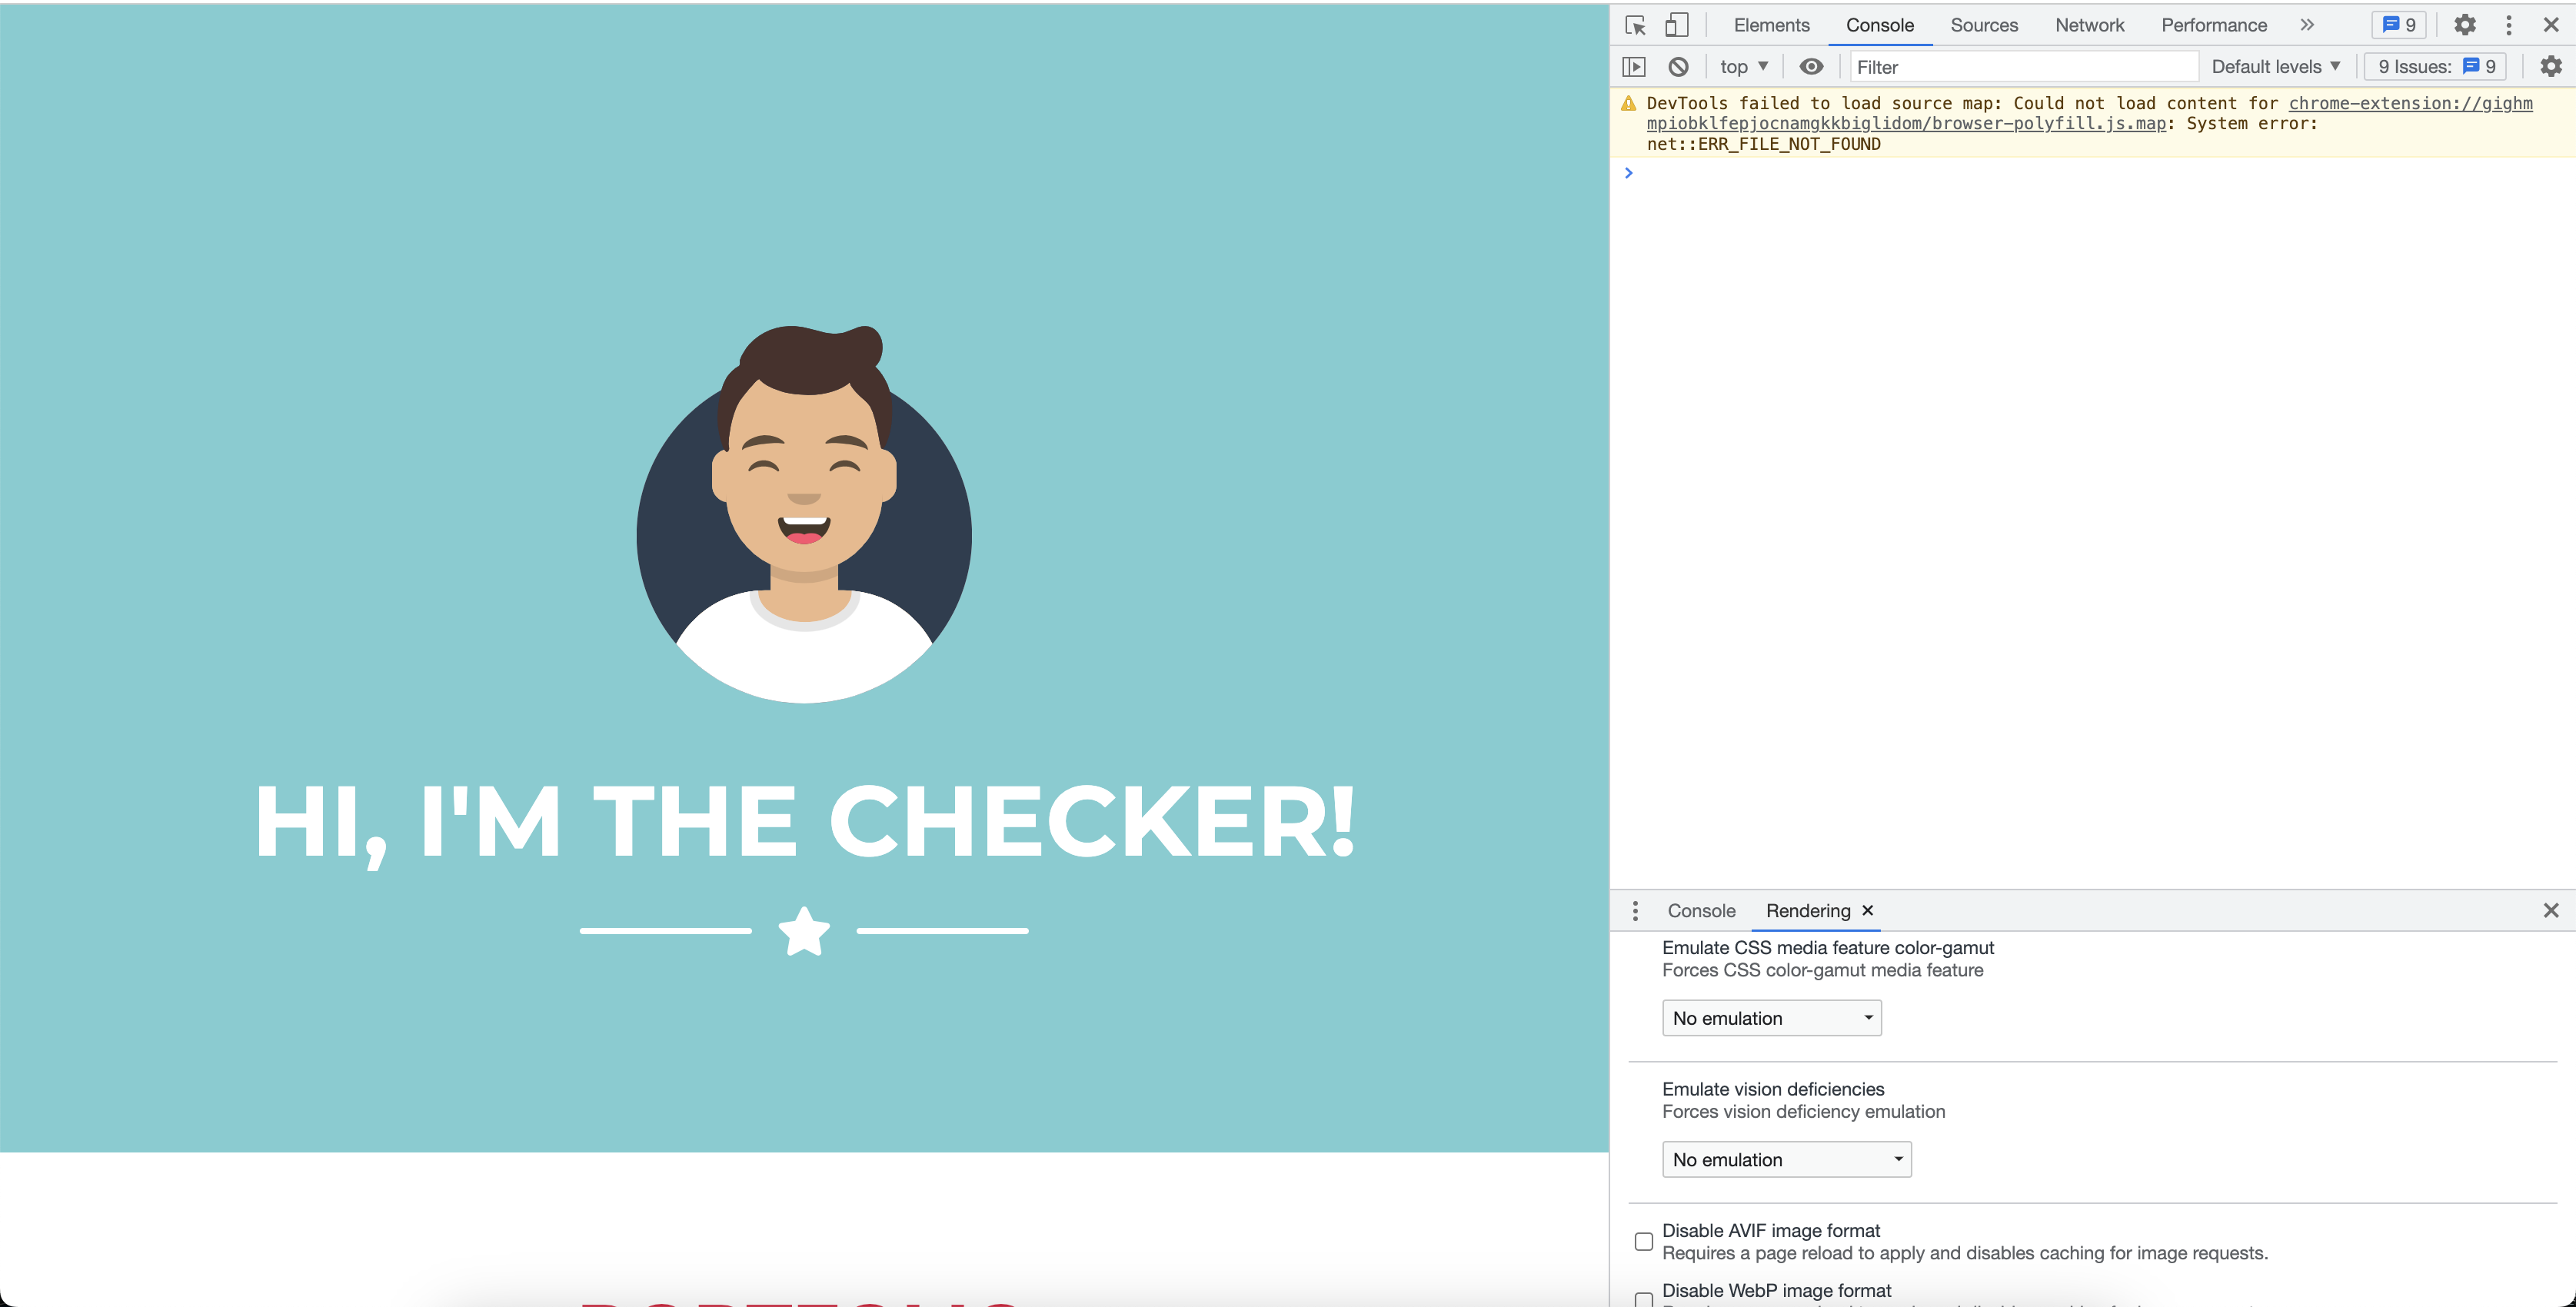 HI, I'M THE CHECKER!
PORTFOLIO
Elements Console Sources Network Performance 9
top Filter Default levels 9 Issues: 9
DevTools failed to load source map: Could not load content for chrome-extension://gighm
mpiobklfepjocnamgkkbiglidom/browser-polyfill.js.map: System error:
net::ERR_FILE_NOT_FOUND
Console Rendering
Emulate CSS media feature color-gamut
Forces CSS color-gamut media feature
No emulation
Emulate vision deficiencies
Forces vision deficiency emulation
No emulation
Disable AVIF image format
Requires a page reload to apply and disables caching for image requests.
Disable WebP image format